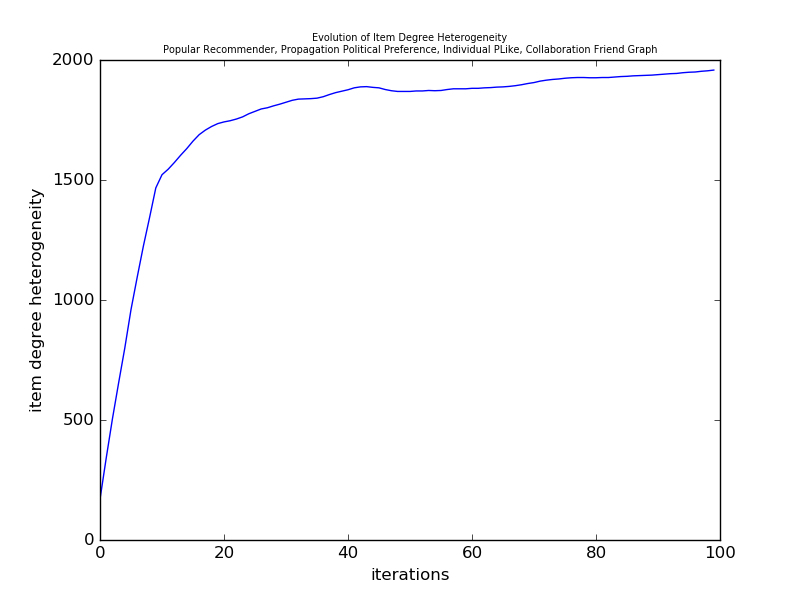 Evolution of Item Degree Heterogeneity
Popular Recommender, Propagation Political Preference, Individual PLike, Collaboration Friend Graph
2000
1500
1000
500
0
item degree heterogeneity
0 20 40 60 80 100
iterations